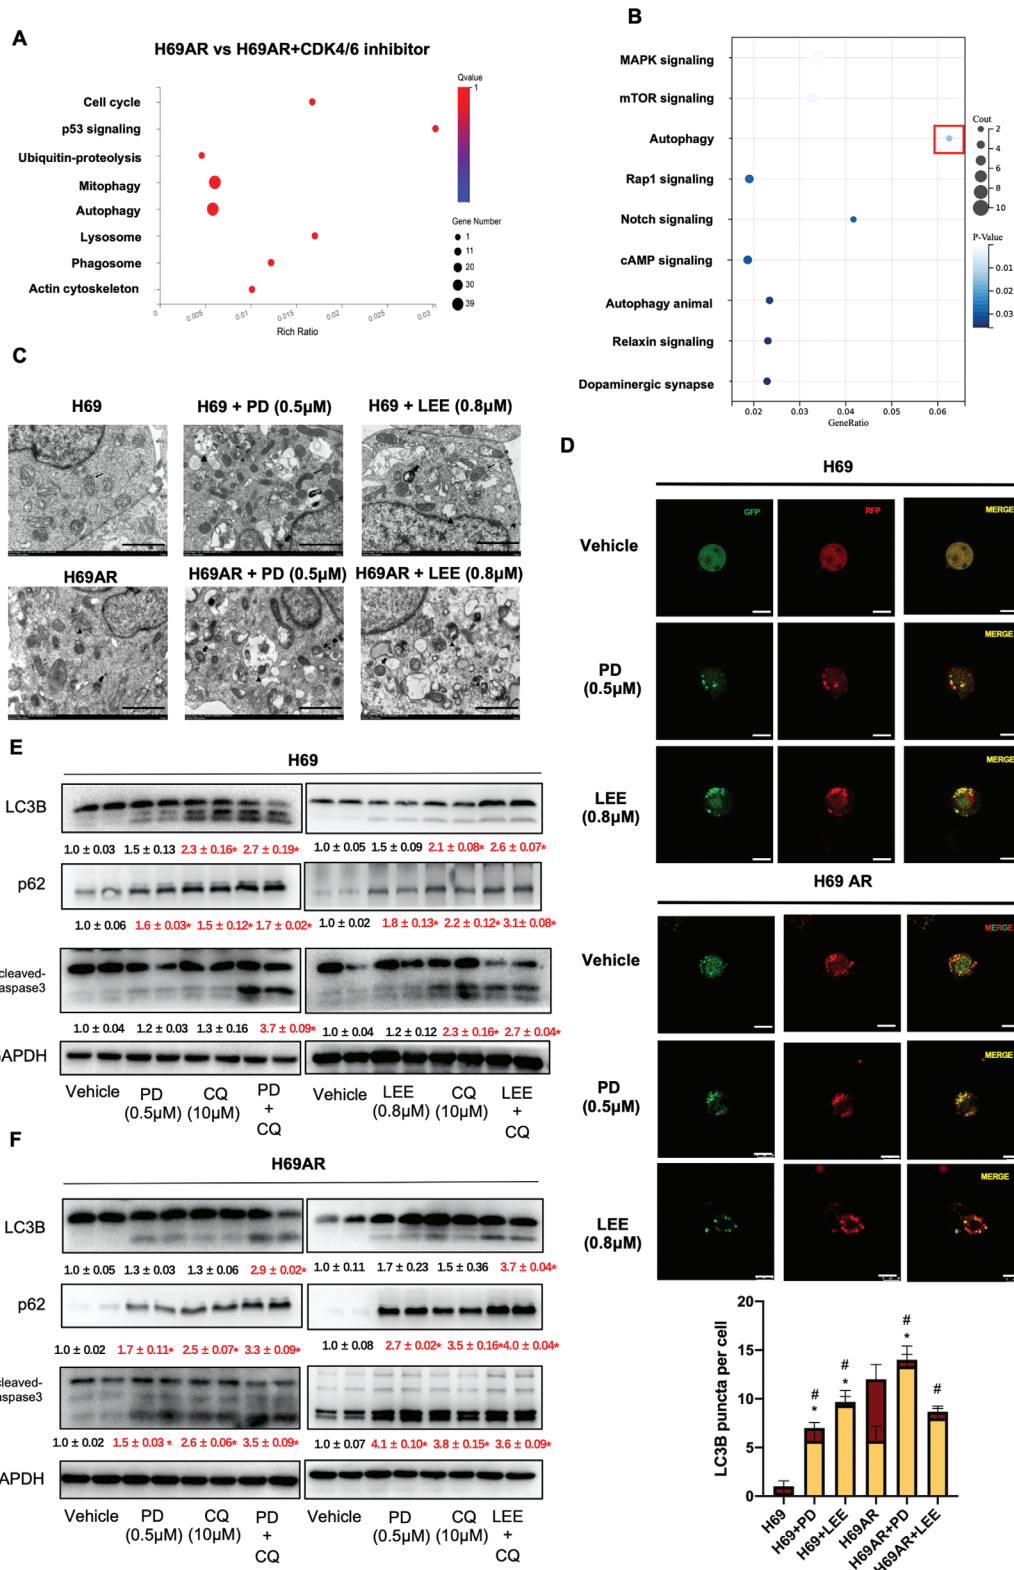 A
H69AR vs H69AR+CDK4/6 inhibitor
Cell cycle
p53 signaling
Ubiquitin-proteolysis
Mitophagy
Autophagy
Lysosome
Phagosome
Actin cytoskeleton
0
0.005
0.01
0.015
0.02
0.025
0.03
Rich Ratio
Qvalue
1
Gene Number
1
11
20
30
39
B
MAPK signaling
mTOR signaling
Autophagy
Rap1 signaling
Notch signaling
cAMP signaling
Autophagy animal
Relaxin signaling
Dopaminergic synapse
0.02 0.03 0.04 0.05 0.06
GeneRatio
Cout
2
4
6
8
10
P-Value
0.01
0.02
0.03
C
H69
H69 + PD (0.5μM)
H69 + LEE (0.8μM)
H69AR
H69AR + PD (0.5μM)
H69AR + LEE (0.8μM)
D
H69
GFP RFP MERGE
Vehicle
MERGE
PD
(0.5μM)
MERGE
LEE
(0.8μM)
H69 AR
MERGE
Vehicle
MERGE
PD
(0.5μM)
MERGE
LEE
(0.8μM)
LC3B puncta per cell
20
15
10
5
0
# * # * # * #
H69
H69+PD
H69+LEE
H69AR
H69AR+PD
H69AR+LEE
E
H69
LC3B
1.0 ± 0.03 1.5 ± 0.13 2.3 ± 0.16* 2.7 ± 0.19* 1.0 ± 0.05 1.5 ± 0.09 2.1 ± 0.08* 2.6 ± 0.07*
p62
1.0 ± 0.06 1.6 ± 0.03* 1.5 ± 0.12* 1.7 ± 0.02* 1.0 ± 0.02 1.8 ± 0.13* 2.2 ± 0.12* 3.1 ± 0.08*
cleaved-
aspase3
1.0 ± 0.04 1.2 ± 0.03 1.3 ± 0.16 3.7 ± 0.09* 1.0 ± 0.04 1.2 ± 0.12 2.3 ± 0.16* 2.7 ± 0.04*
GAPDH
Vehicle PD (0.5μM) CQ (10μM) PD + CQ Vehicle LEE (0.8μM) CQ (10μM) LEE + CQ
F
H69AR
LC3B
1.0 ± 0.05 1.3 ± 0.03 1.3 ± 0.06 2.9 ± 0.02* 1.0 ± 0.11 1.7 ± 0.23 1.5 ± 0.36 3.7 ± 0.04*
p62
1.0 ± 0.02 1.7 ± 0.11* 2.5 ± 0.07* 3.3 ± 0.09* 1.0 ± 0.08 2.7 ± 0.02* 3.5 ± 0.16* 4.0 ± 0.04*
cleaved-
aspase3
1.0 ± 0.02 1.5 ± 0.03 * 2.6 ± 0.06* 3.5 ± 0.09* 1.0 ± 0.07 4.1 ± 0.10* 3.8 ± 0.15* 3.6 ± 0.09*
APDH
Vehicle PD (0.5μM) CQ (10μM) PD + CQ Vehicle PD (0.5μM) CQ (10μM) LEE + CQ